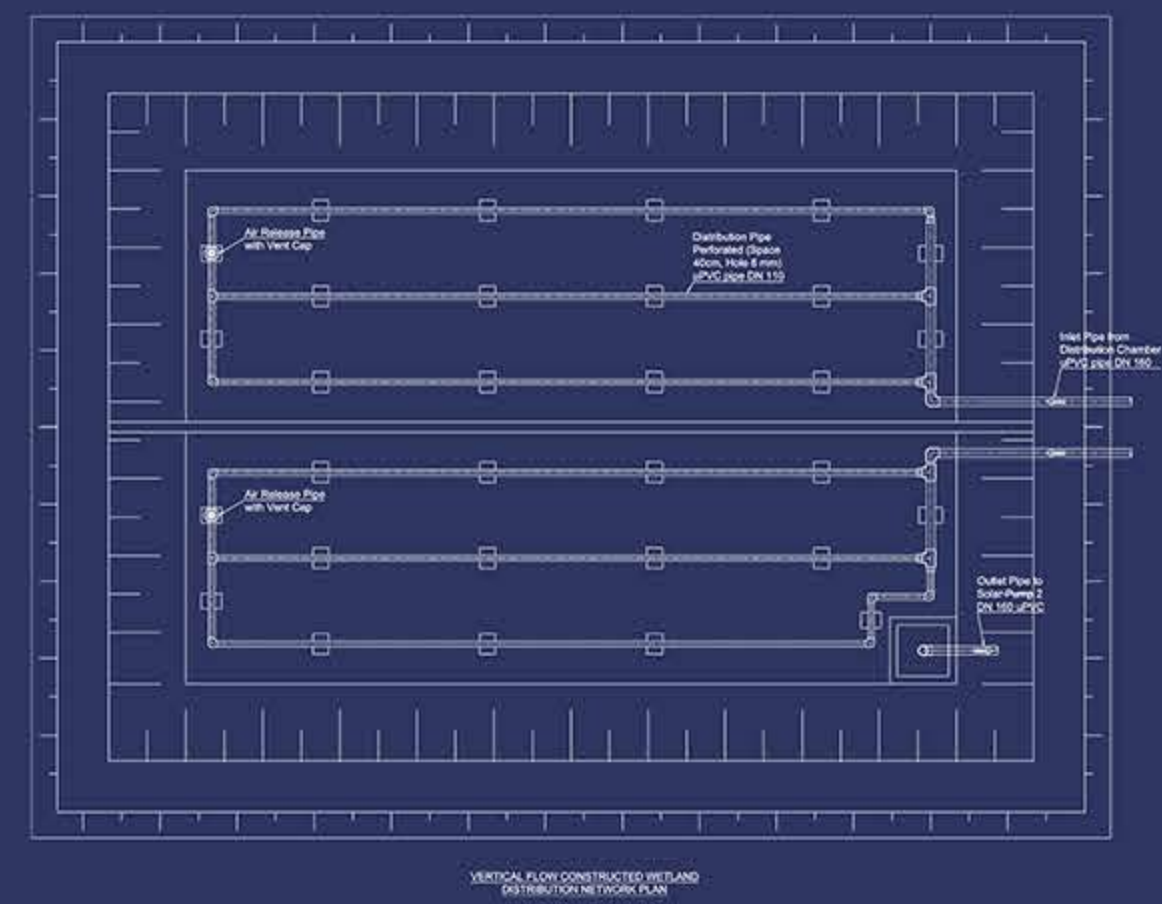 Air Release Pipe
with Vent Cap
Distribution Pipe
Perforated (Space
40cm, Hole 6 mm)
uPVC pipe DN 110
Inlet Pipe from
Distribution Chamber
uPVC pipe DN 160
Air Release Pipe
with Vent Cap
Outlet Pipe to
Solar Pump 2
DN 160 uPVC
VERTICAL FLOW CONSTRUCTED WETLAND
DISTRIBUTION NETWORK PLAN